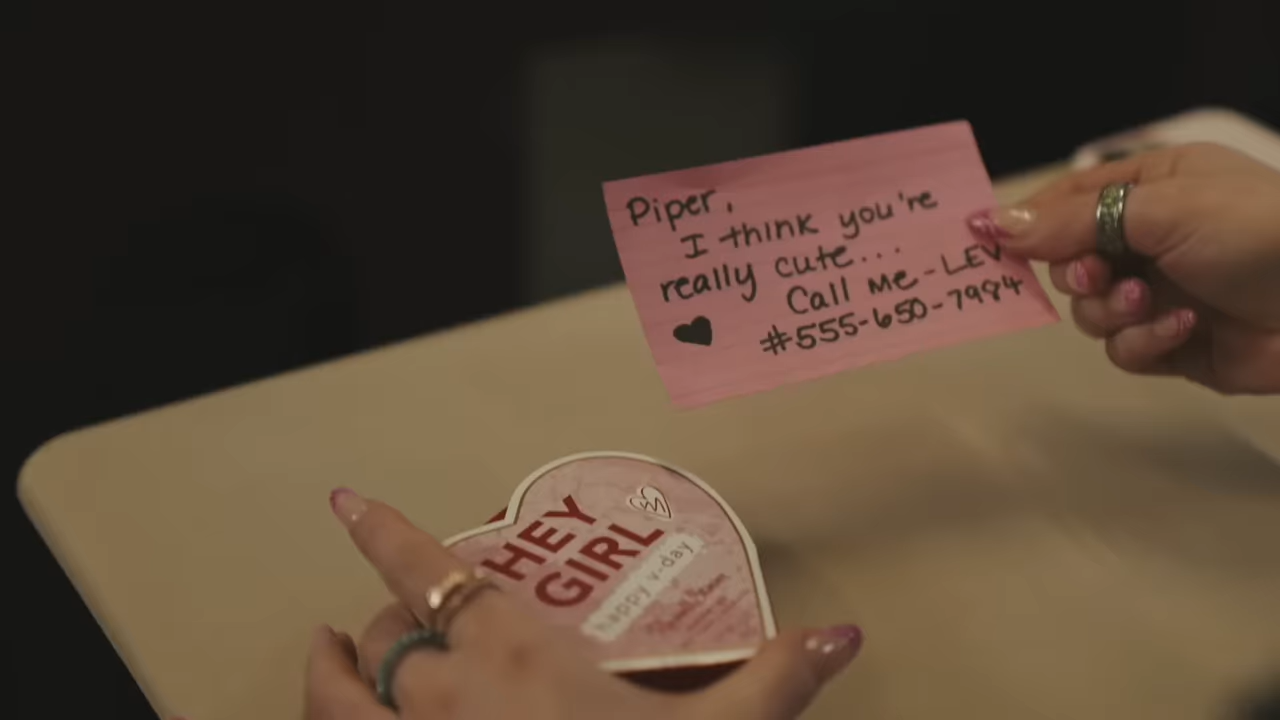 Piper,
I think you're
really cute...
Call Me - LEV
♥ #555-650-7984
HEY
GIRL
happy v-day